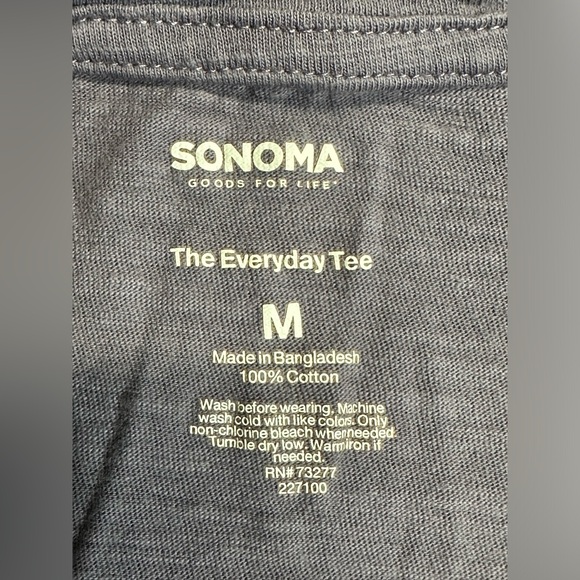 SONOMA
GOODS FOR LIFE*
The Everyday Tee
M
Made in Bangladesh
100% Cotton
Wash before wearing. Machine
wash cold with like colors. Only
non-chlorine bleach when needed.
Tumble dry low. Warm iron if
needed.
RN# 73277
227100